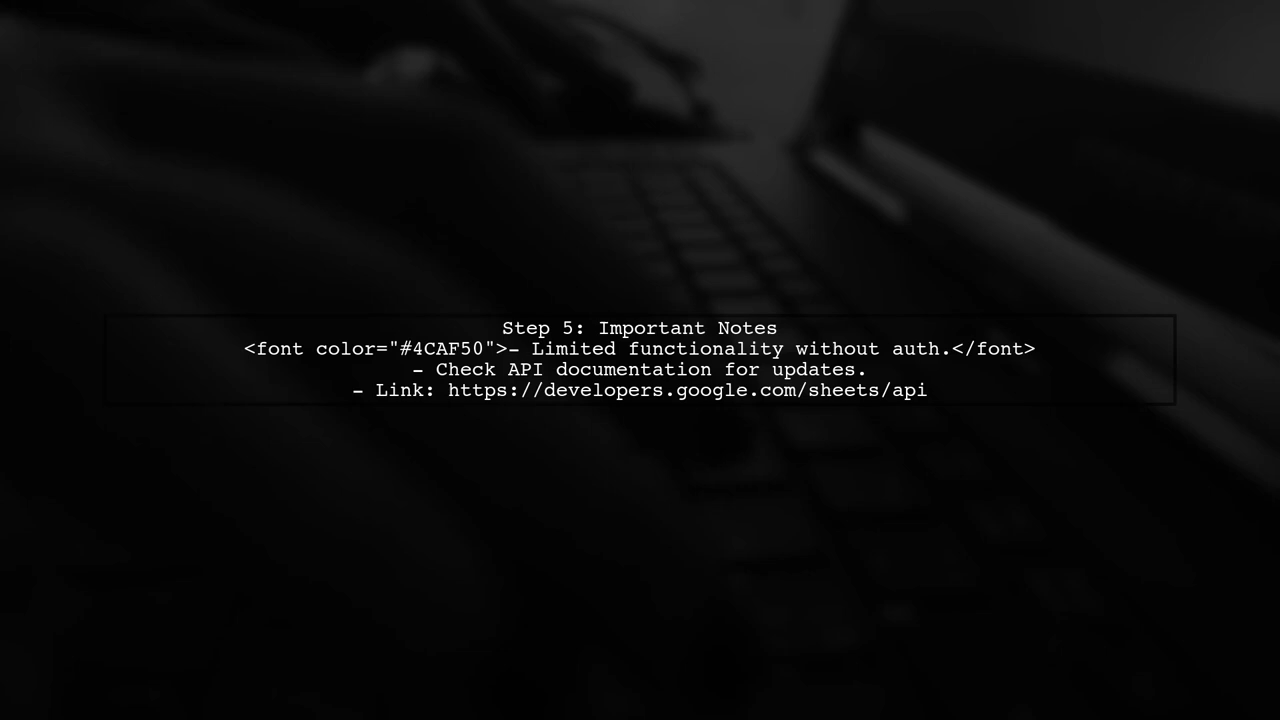 Step 5: Important Notes
<font color="#4CAF50">- Limited functionality without auth.</font>
- Check API documentation for updates.
- Link: https://developers.google.com/sheets/api